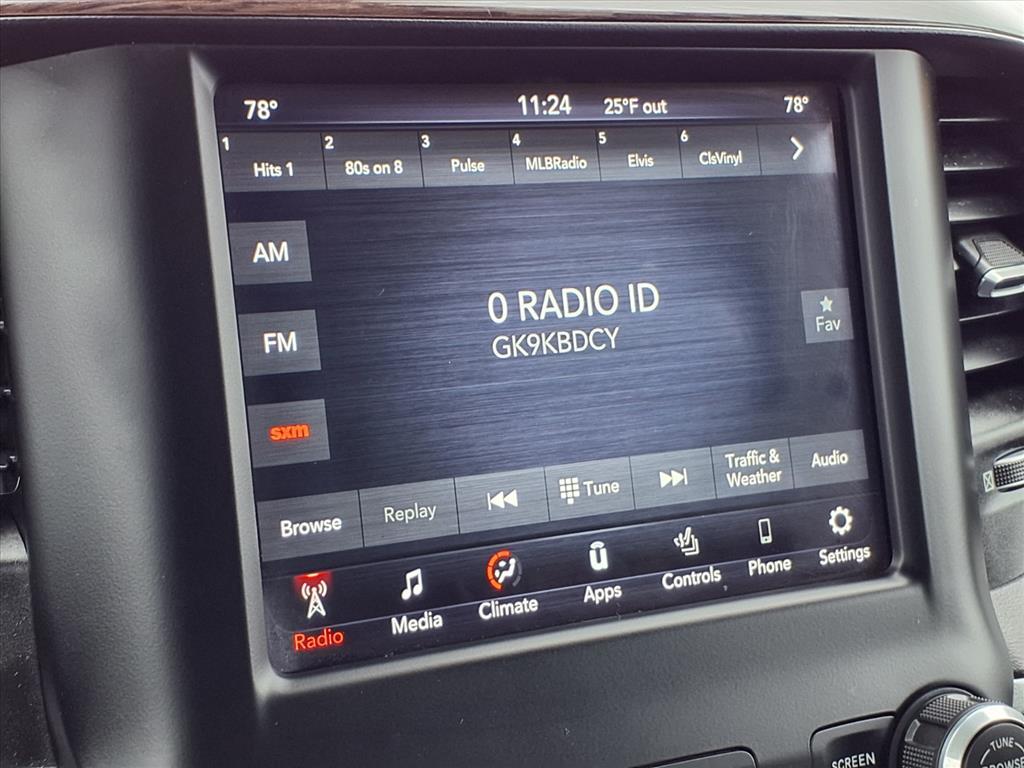 78° 11:24 25°F out 78°
1 2 3 4 5 6
Hits 1 80s on 8 Pulse MLBRadio Elvis ClsVinyl
AM
0 RADIO ID
GK9KBDCY
Fav
FM
sxm
Browse Replay Tune Traffic & Weather Audio
Radio Media Climate Apps Controls Phone Settings
SCREEN
TUNE
BROWSE